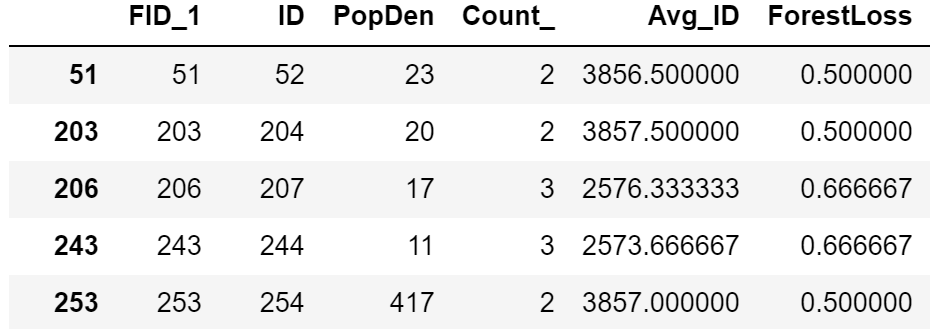 FID_1 ID PopDen Count_ Avg_ID ForestLoss
51 51 52 23 2 3856.500000 0.500000
203 203 204 20 2 3857.500000 0.500000
206 206 207 17 3 2576.333333 0.666667
243 243 244 11 3 2573.666667 0.666667
253 253 254 417 2 3857.000000 0.500000